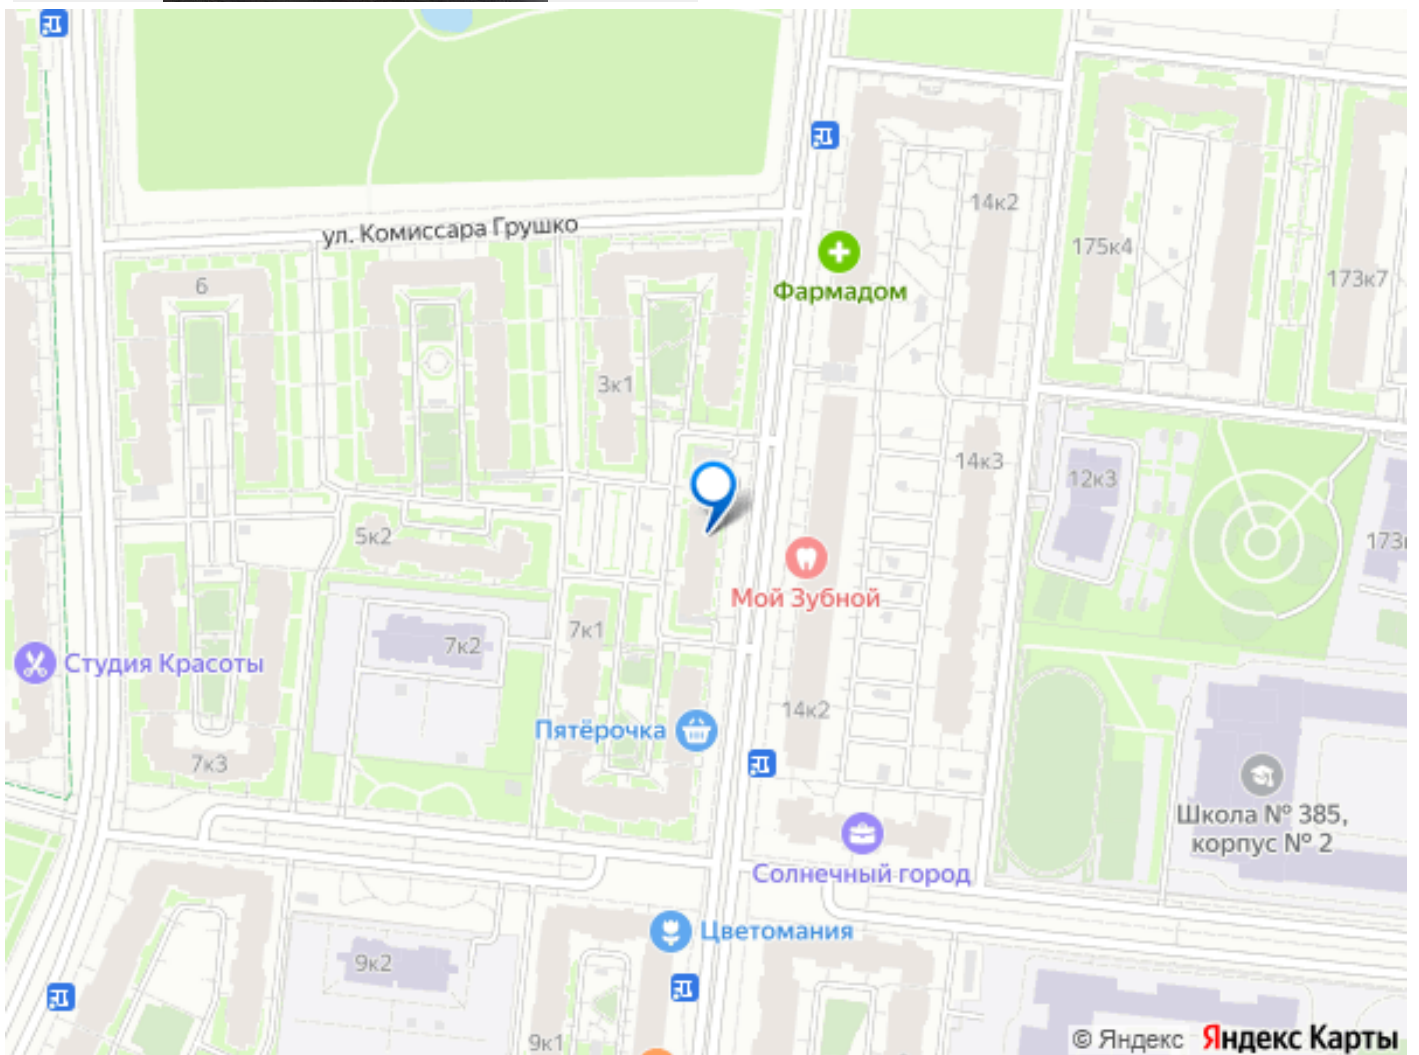 ул. Комиссара Грушко
14к2
175к4
173к7
6
Фармадом
3к1
14к3
12к3
5к2
173
Мой Зубной
7к1
7к2
Студия Красоты
14к2
Пятёрочка
7к3
Школа № 385,
корпус № 2
Солнечный город
Цветомания
9к2
9к1
© Яндекс Яндекс Карты